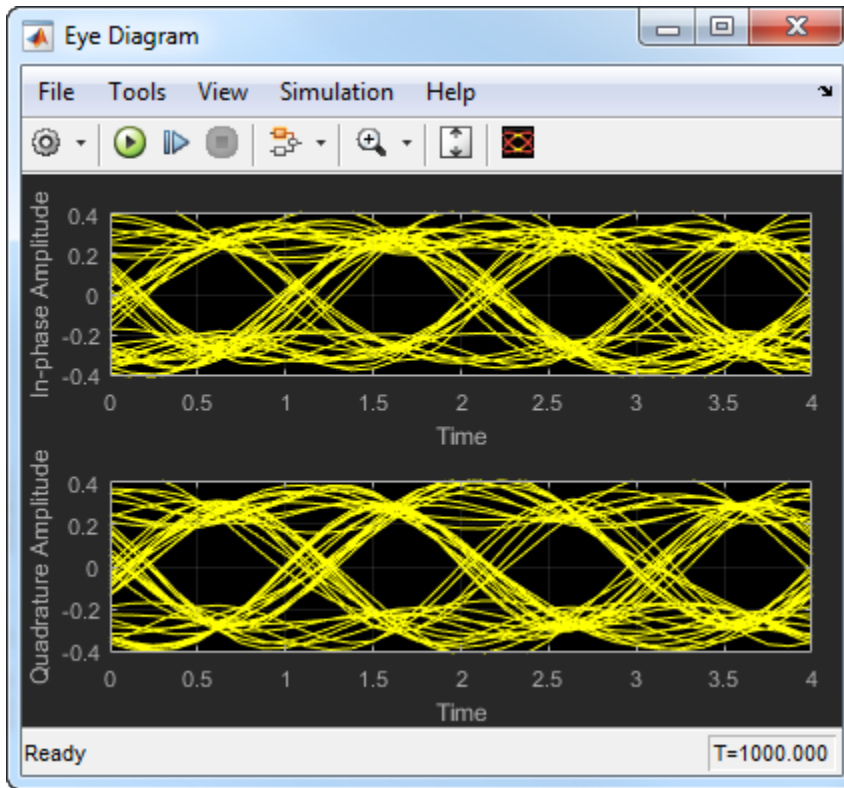 Eye Diagram
File Tools View Simulation Help
In-phase Amplitude
0.4
0.2
0
-0.2
-0.4
0 0.5 1 1.5 2 2.5 3 3.5 4
Time
Quadrature Amplitude
0.4
0.2
0
-0.2
-0.4
0 0.5 1 1.5 2 2.5 3 3.5 4
Time
Ready T=1000.000